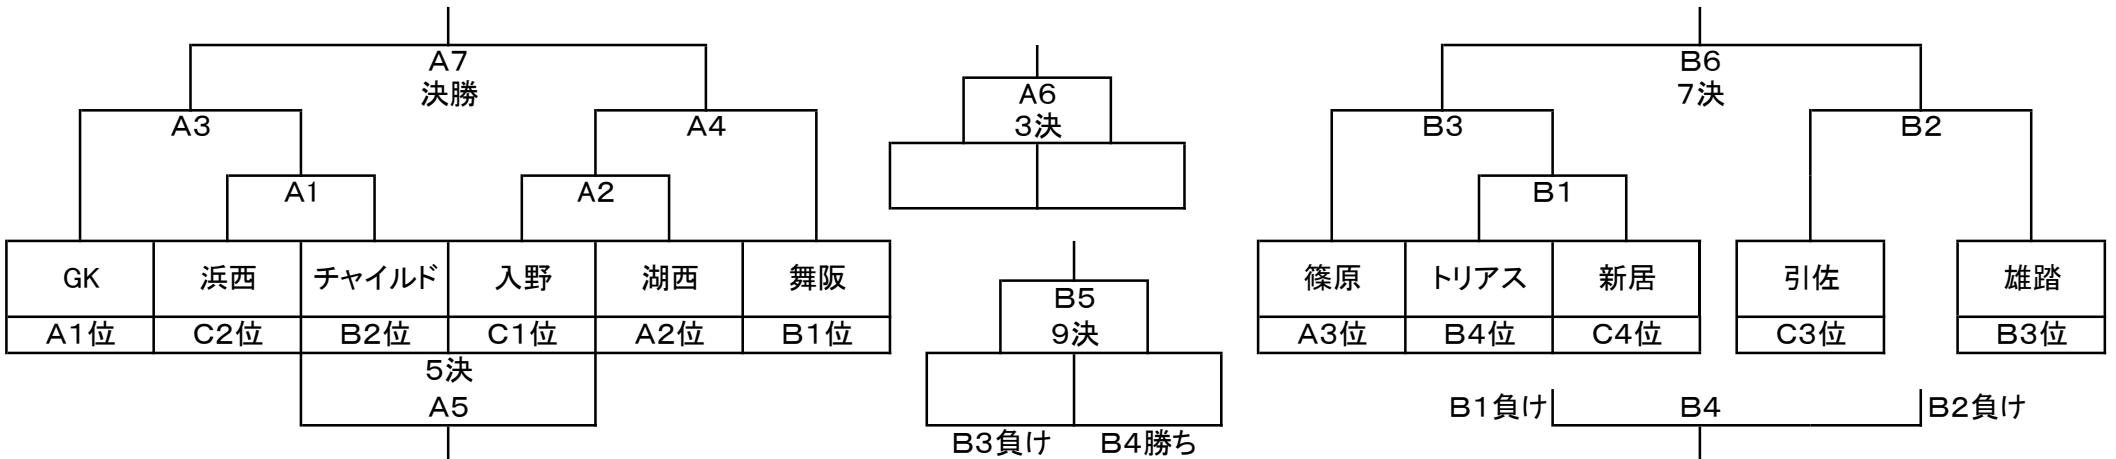 A7
決勝
A3
A4
A1
A2
GK
浜西
チャイルド
入野
湖西
舞阪
A1位
C2位
B2位
C1位
A2位
B1位
5決
A5
A6
3決
B5
9決
B3負け
B4勝ち
B6
7決
B3
B2
B1
篠原
トリアス
新居
引佐
雄踏
A3位
B4位
C4位
C3位
B3位
B1負け
B4
B2負け